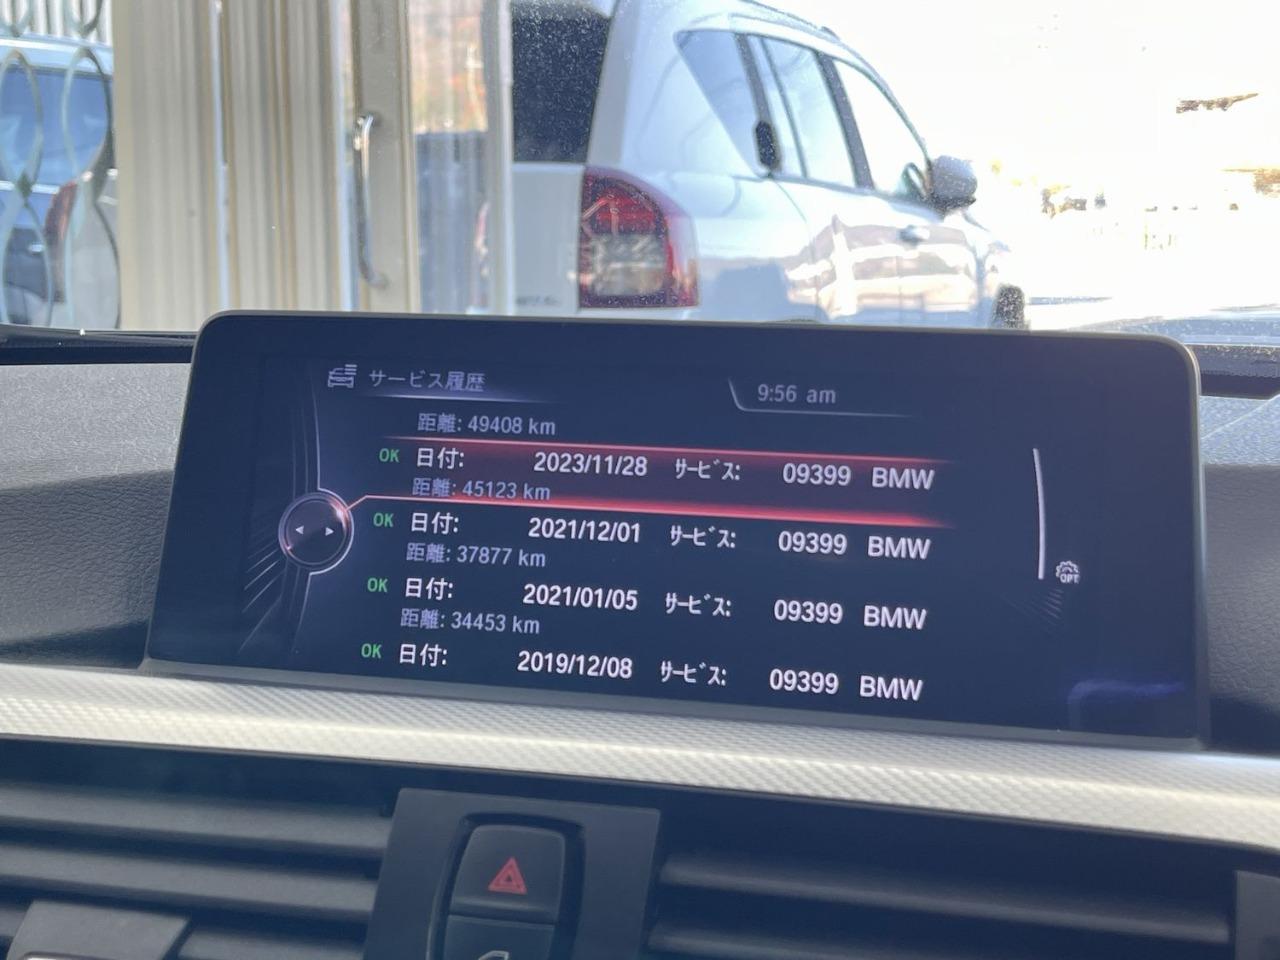 サービス履歴 9:56 am
距離: 49408 km
OK 日付: 2023/11/28 ｻｰﾋﾞｽ: 09399 BMW
距離: 45123 km
OK 日付: 2021/12/01 ｻｰﾋﾞｽ: 09399 BMW
距離: 37877 km
OK 日付: 2021/01/05 ｻｰﾋﾞｽ: 09399 BMW
距離: 34453 km
OK 日付: 2019/12/08 ｻｰﾋﾞｽ: 09399 BMW
OPT